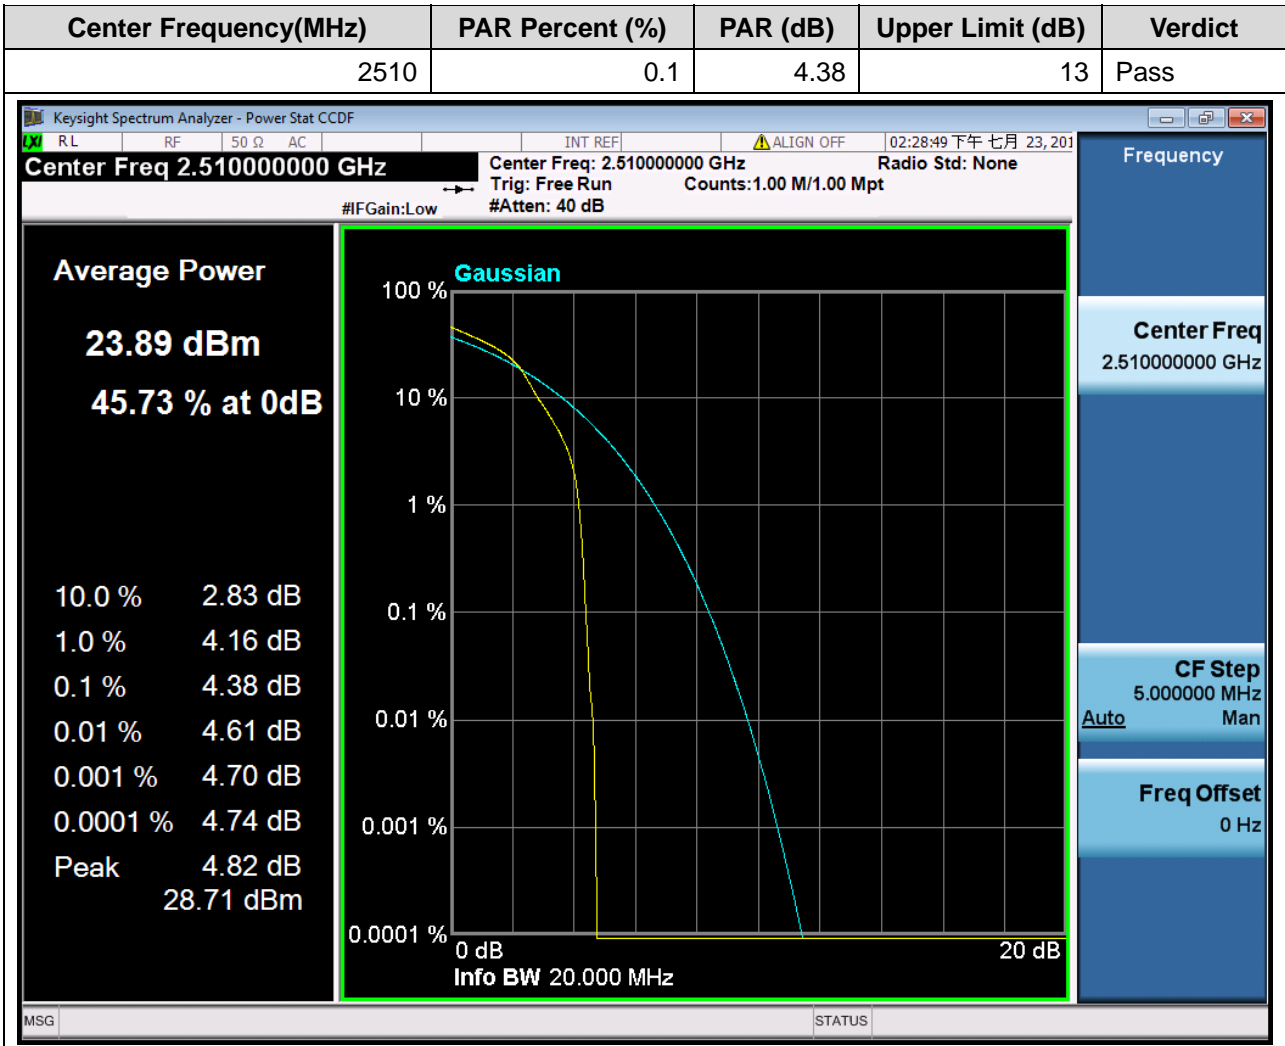 Center Frequency(MHz) PAR Percent (%) PAR (dB) Upper Limit (dB) Verdict
2510 0.1 4.38 13 Pass
Keysight Spectrum Analyzer - Power Stat CCDF
LXI RL RF 50 Ω AC INT REF ALIGN OFF 02:28:49 下午 七月 23, 201
Center Freq 2.510000000 GHz
Center Freq: 2.510000000 GHz Radio Std: None
Trig: Free Run Counts:1.00 M/1.00 Mpt
#IFGain:Low #Atten: 40 dB
Frequency
Average Power
23.89 dBm
45.73 % at 0dB
10.0 % 2.83 dB
1.0 % 4.16 dB
0.1 % 4.38 dB
0.01 % 4.61 dB
0.001 % 4.70 dB
0.0001 % 4.74 dB
Peak 4.82 dB
28.71 dBm
Gaussian
100 %
10 %
1 %
0.1 %
0.01 %
0.001 %
0.0001 %
0 dB 20 dB
Info BW 20.000 MHz
Center Freq
2.510000000 GHz
CF Step
5.000000 MHz
Auto Man
Freq Offset
0 Hz
MSG STATUS